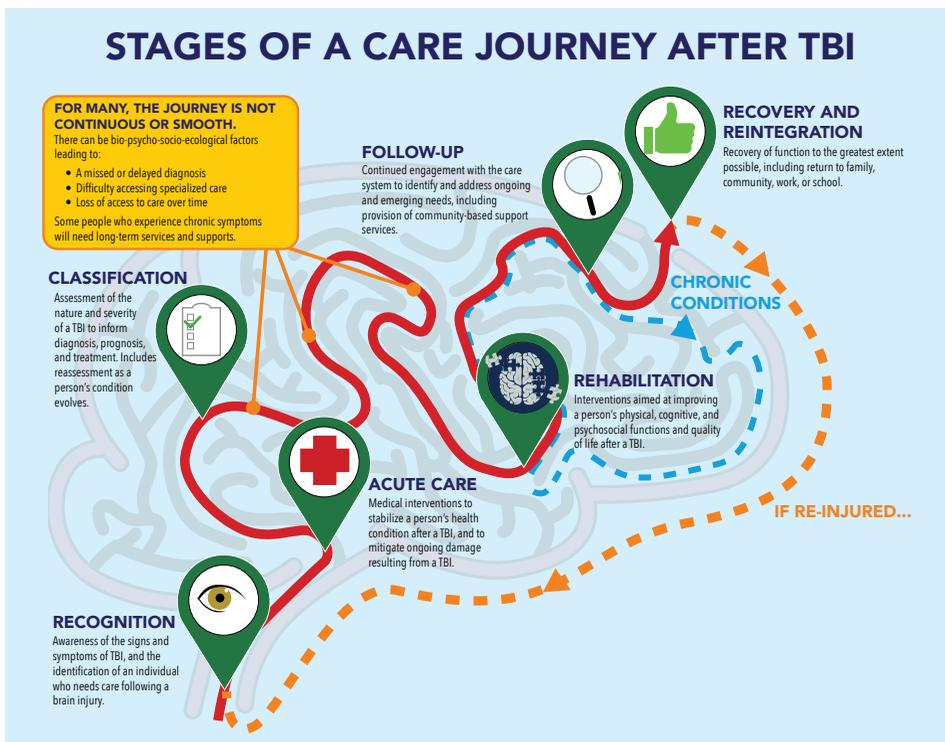 STAGES OF A CARE JOURNEY AFTER TBI
FOR MANY, THE JOURNEY IS NOT
CONTINUOUS OR SMOOTH.
There can be bio-psycho-socio-ecological factors
leading to:
• A missed or delayed diagnosis
• Difficulty accessing specialized care
• Loss of access to care over time
Some people who experience chronic symptoms
will need long-term services and supports.
FOLLOW-UP
Continued engagement with the care
system to identify and address ongoing
and emerging needs, including
provision of community-based support
services.
RECOVERY AND
REINTEGRATION
Recovery of function to the greatest extent
possible, including return to family,
community, work, or school.
CLASSIFICATION
Assessment of the
nature and severity
of a TBI to inform
diagnosis, prognosis,
and treatment. Includes
reassessment as a
person's condition
evolves.
CHRONIC
CONDITIONS
REHABILITATION
Interventions aimed at improving
a person's physical, cognitive, and
psychosocial functions and quality
of life after a TBI.
ACUTE CARE
Medical interventions to
stabilize a person's health
condition after a TBI, and to
mitigate ongoing damage
resulting from a TBI.
IF RE-INJURED...
RECOGNITION
Awareness of the signs and
symptoms of TBI, and the
identification of an individual
who needs care following a
brain injury.